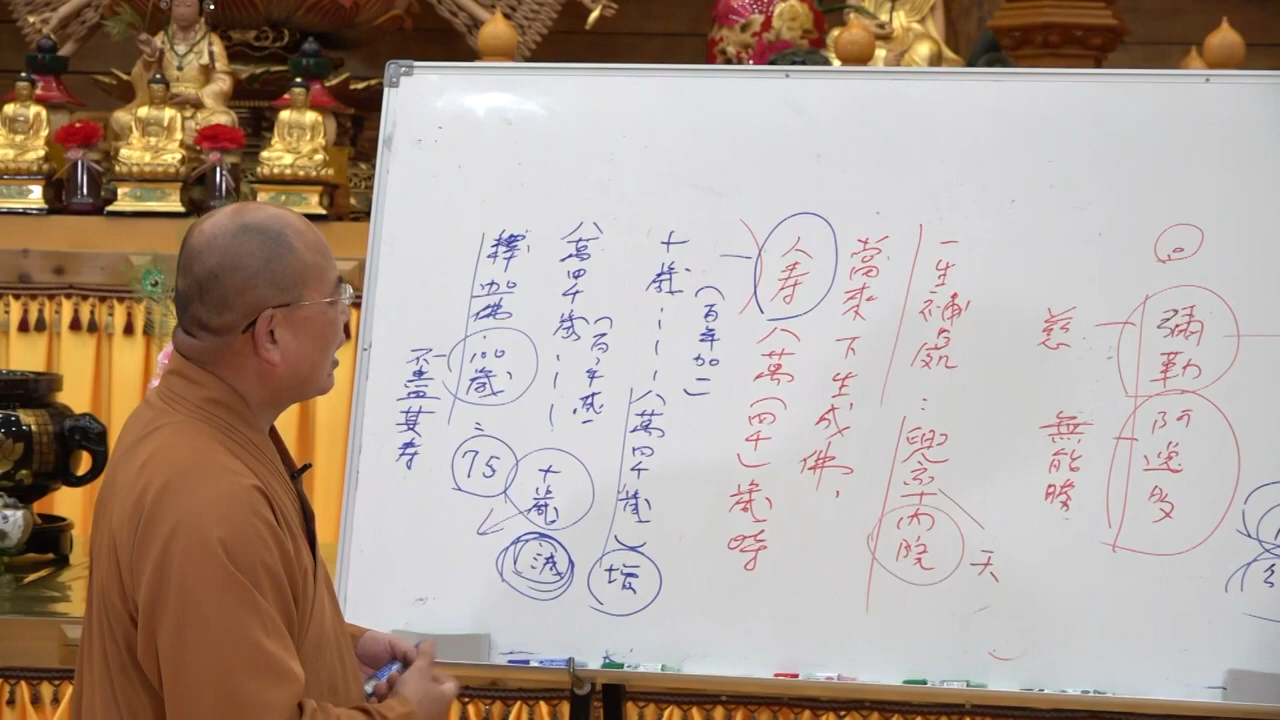 彌勒
阿逸多
慈
無能勝
一生補處：兜率內院
天
當來下生成佛，
人壽八萬（四千）歲時
（百年加一）
十歲---八萬四千歲）
增
八萬四千歲---十歲
（百年減一
減
釋迦佛
100歲
75
不盡其壽